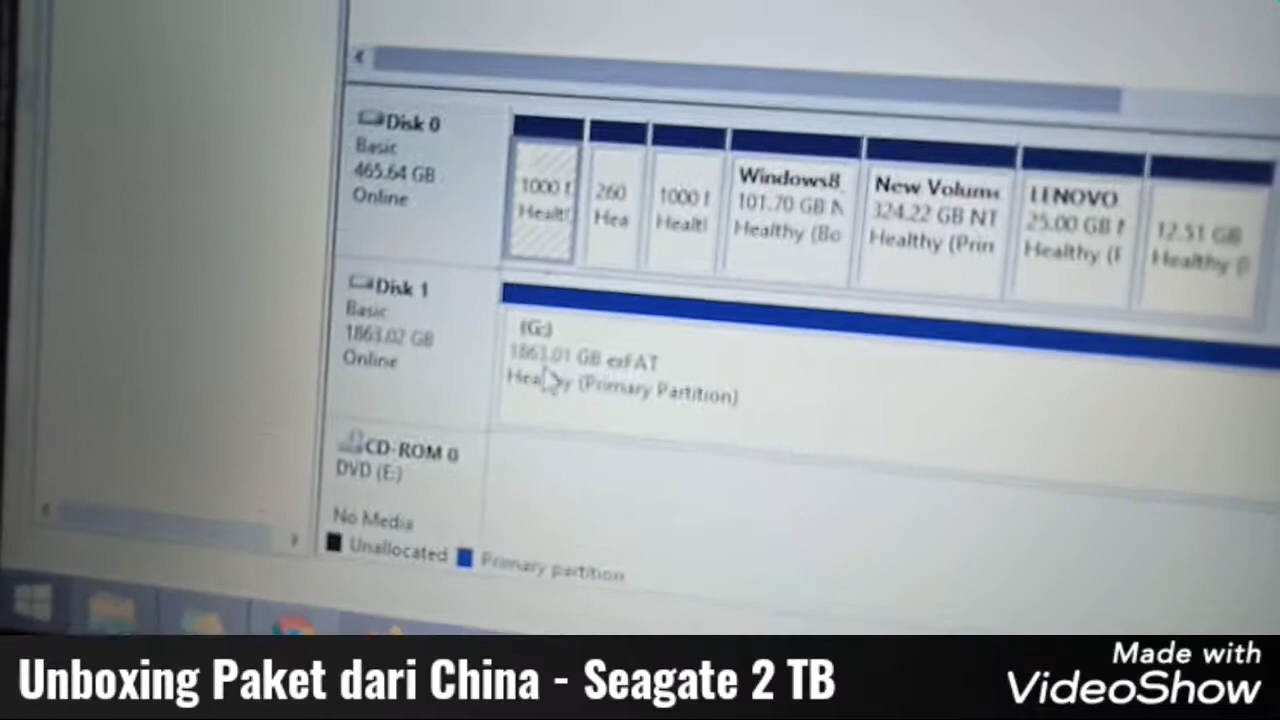 Disk 0
Basic
465.64 GB
Online
1000
Healt
260
Hea
1000
Healt
Windows8
101.70 GB N
Healthy (Bo
New Volum
324.22 GB NT
Healthy (Prin
LENOVO
25.00 GB
Healthy (
12.51 GB
Healthy (
Disk 1
Basic
1863.02 GB
Online
(G:)
1863.01 GB exFAT
Healthy (Primary Partition)
CD-ROM 0
DVD (E:)
No Media
Unallocated Primary partition
Unboxing Paket dari China - Seagate 2 TB
Made with
VideoShow